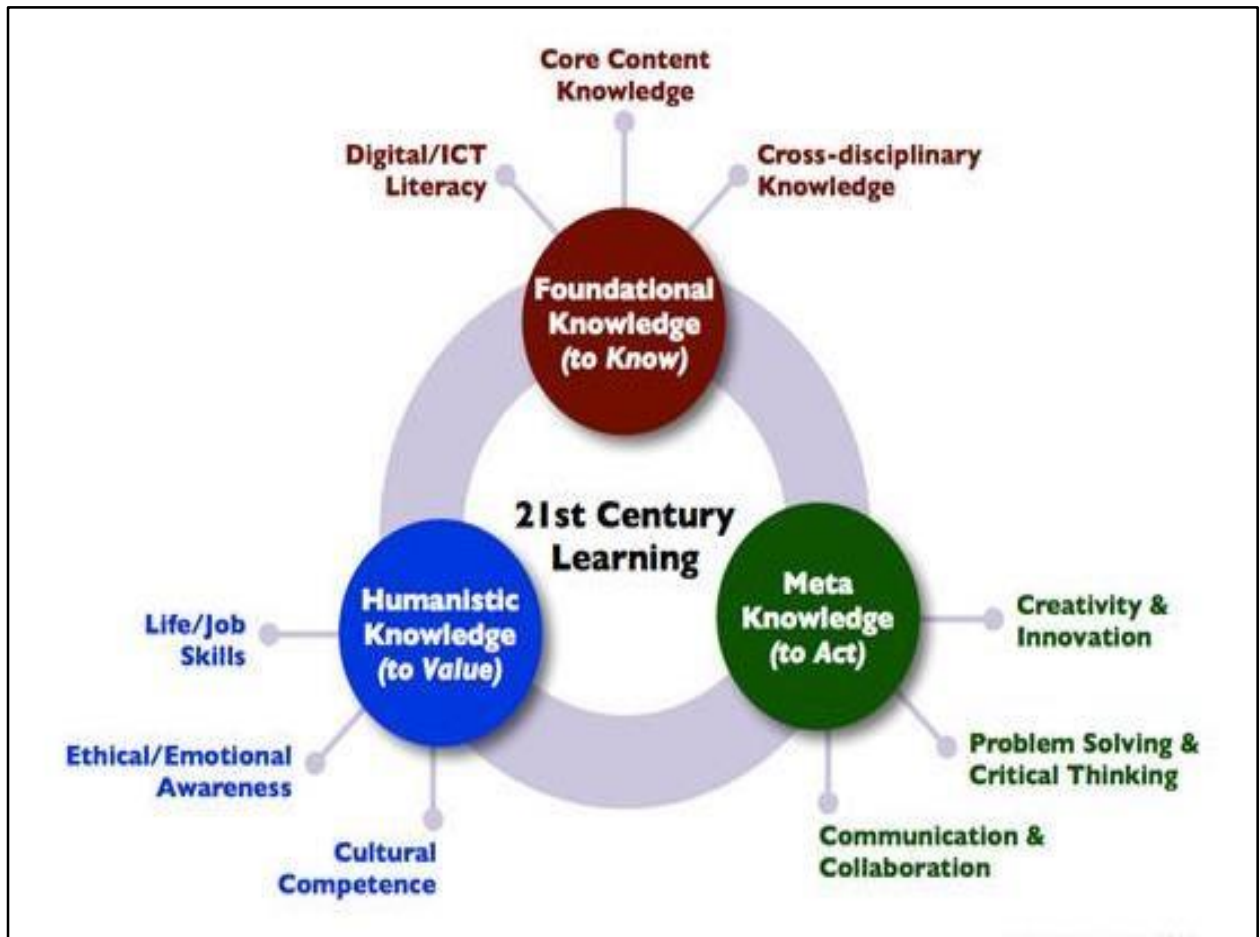 Core Content
Knowledge
Digital/ICT
Literacy
Cross-disciplinary
Knowledge
Foundational
Knowledge
(to Know)
21st Century
Learning
Humanistic
Knowledge
(to Value)
Meta
Knowledge
(to Act)
Life/Job
Skills
Ethical/Emotional
Awareness
Cultural
Competence
Creativity &
Innovation
Problem Solving &
Critical Thinking
Communication &
Collaboration